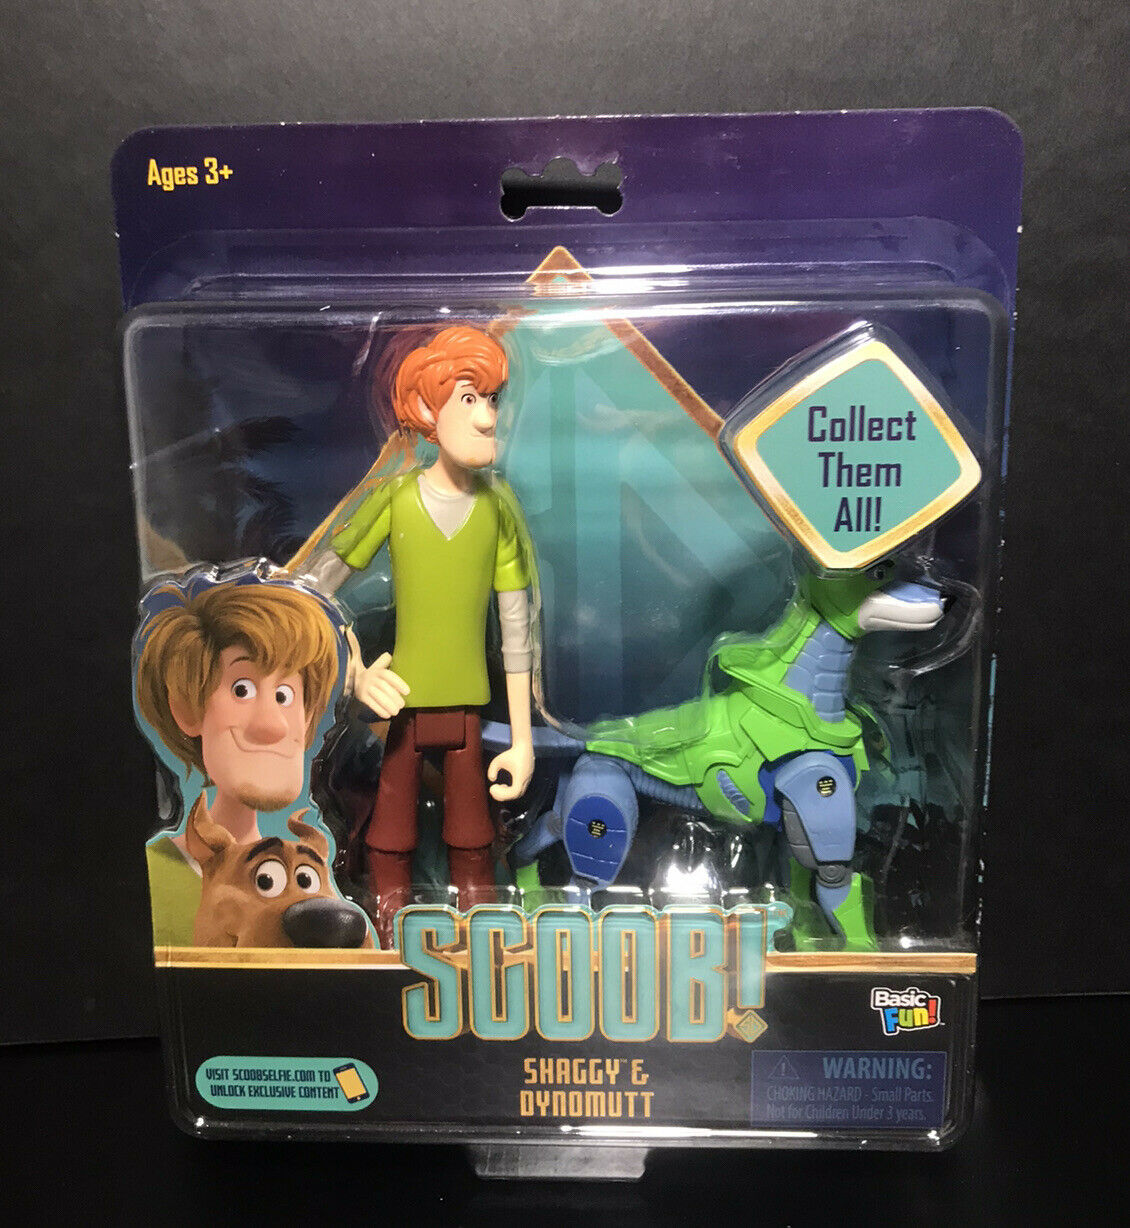 Ages 3+
Collect
Them
All!
SCOOB!
Basic
Fun!
SHAGGY™ &
DYNOMUTT
VISIT SCOOBSELFIE.COM TO
UNLOCK EXCLUSIVE CONTENT
WARNING:
CHOKING HAZARD - Small Parts.
Not for Children Under 3 years.